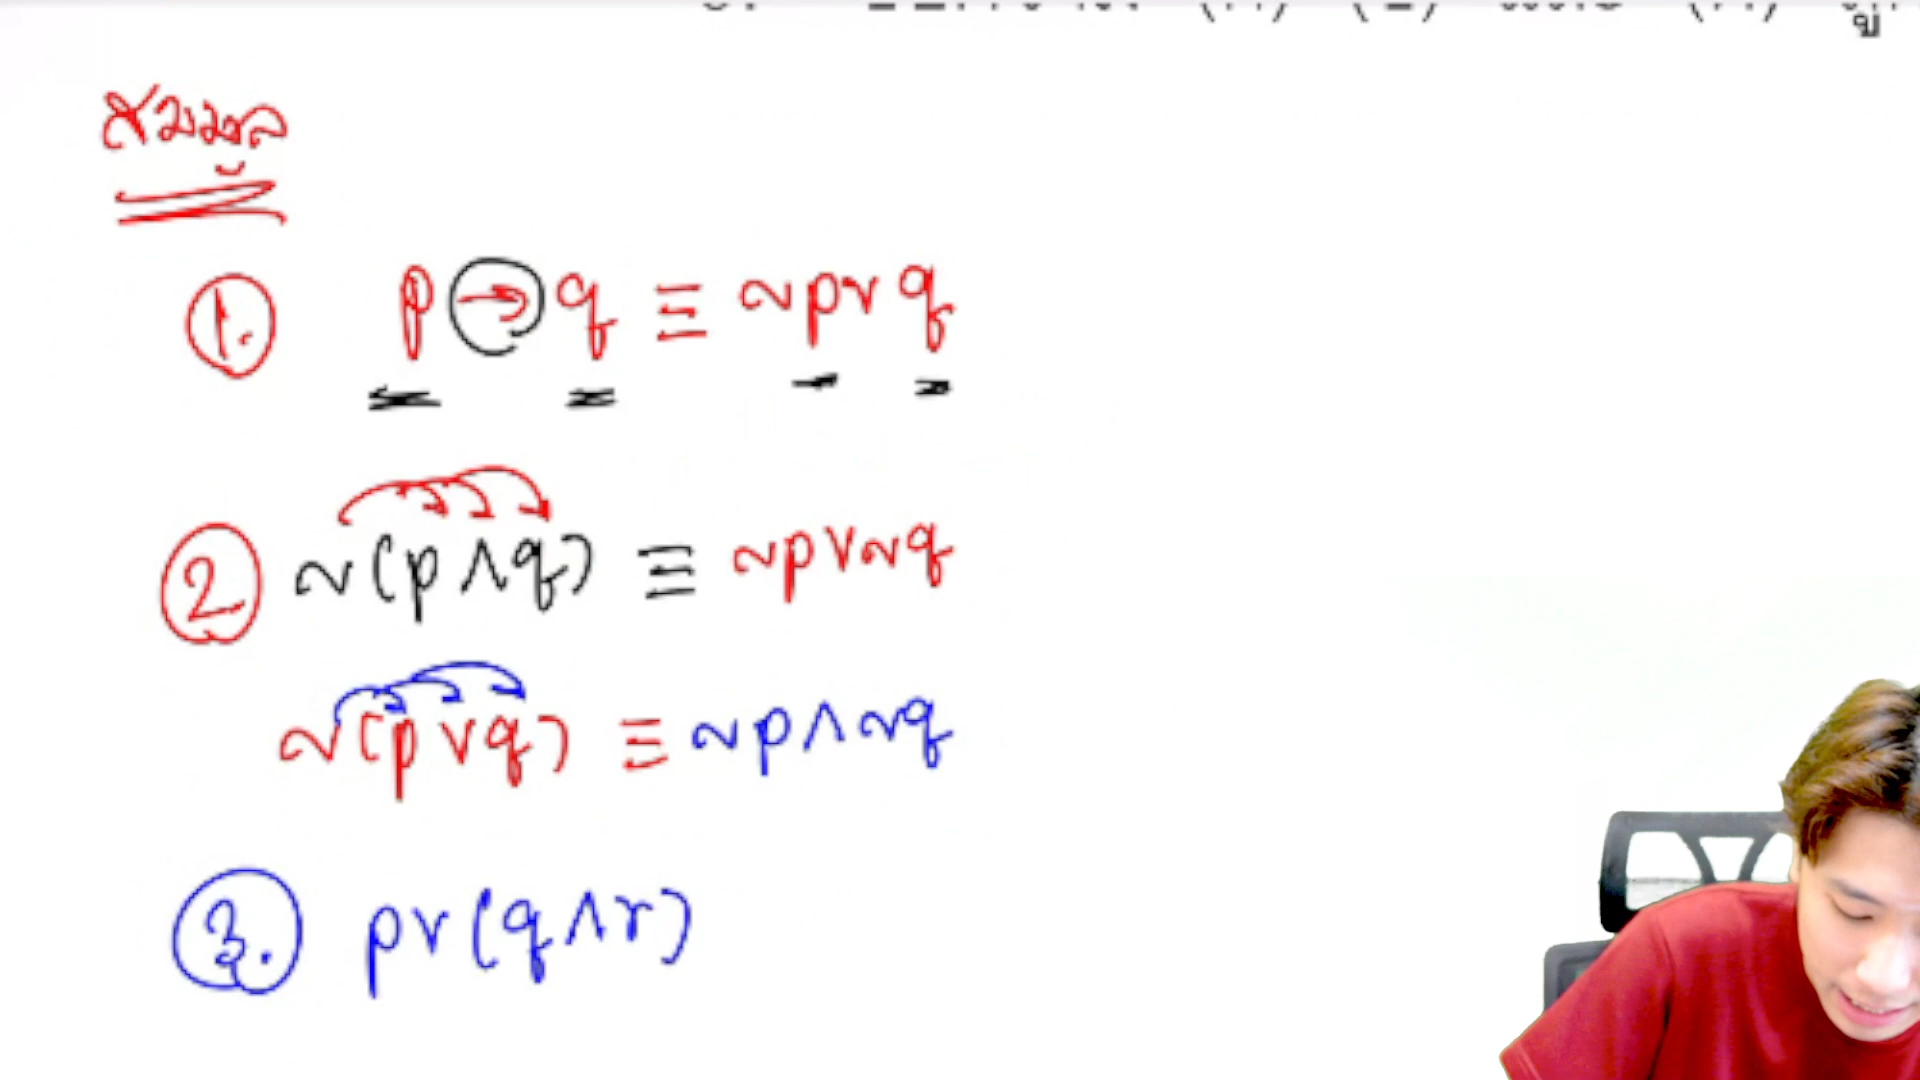 สมมูล
1. p → q ≡ ~p v q
2 ~(p ∧ q) ≡ ~p v ~q
~(p v q) ≡ ~p ∧ ~q
3. p v (q ∧ r)